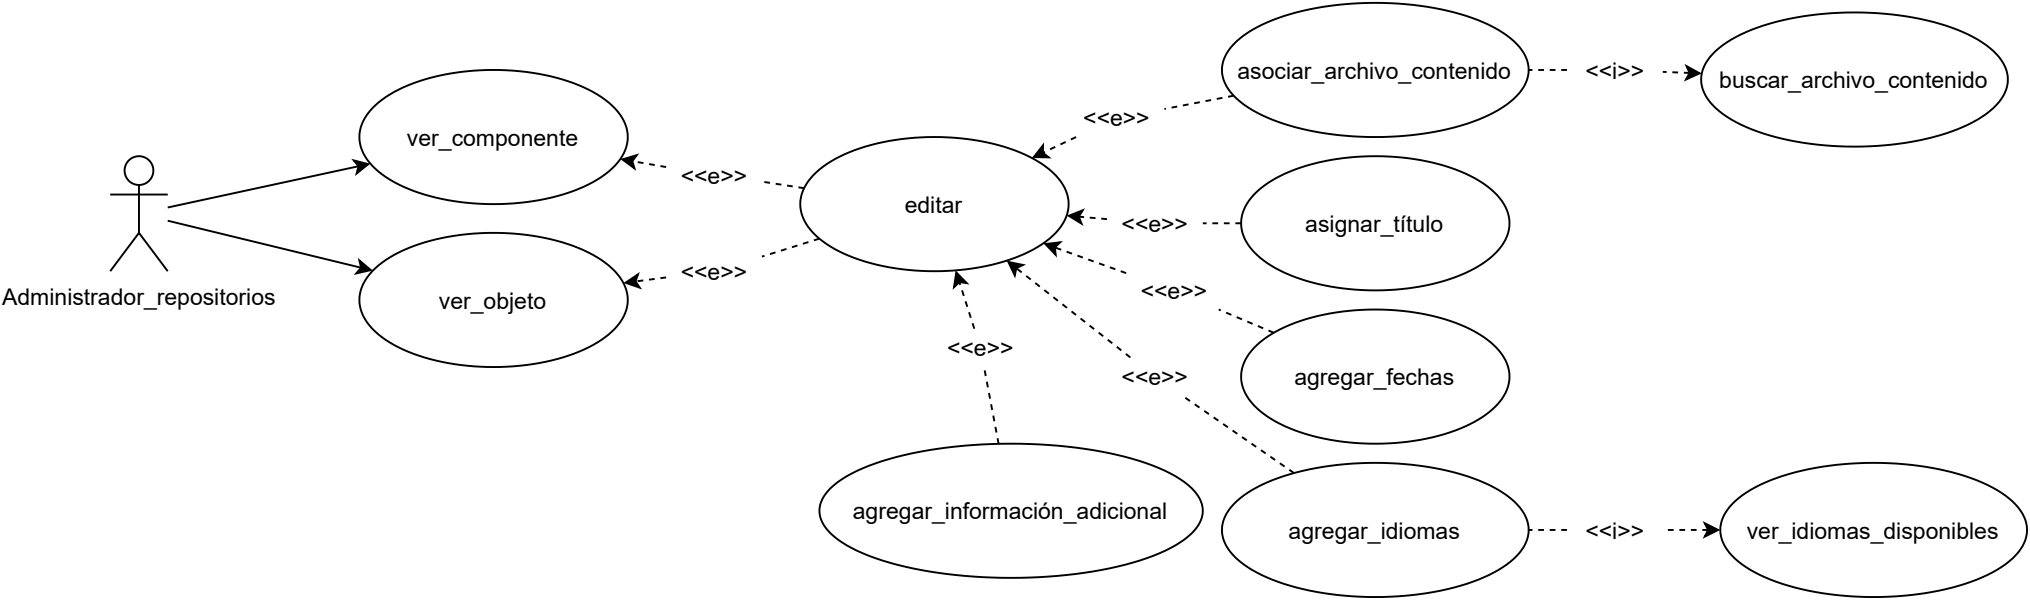 asociar_archivo_contenido
<<i>>
buscar_archivo_contenido
<<e>>
ver_componente
<<e>>
editar
<<e>>
asignar_título
Administrador_repositorios
ver_objeto
<<e>>
<<e>>
<<e>>
<<e>>
agregar_fechas
agregar_información_adicional
agregar_idiomas
<<i>>
ver_idiomas_disponibles